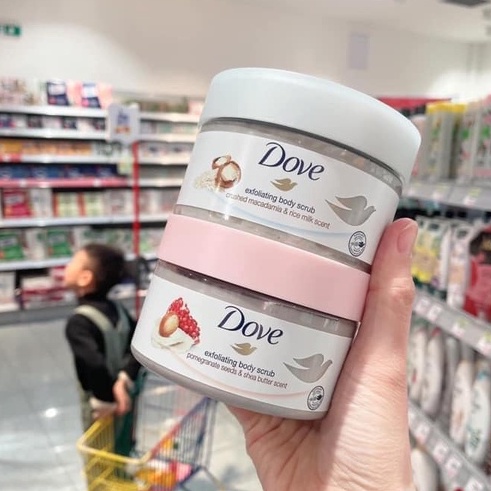 Dove
exfoliating body scrub
crushed macadamia & rice milk scent
Dove
exfoliating body scrub
pomegranate seeds & shea butter scent